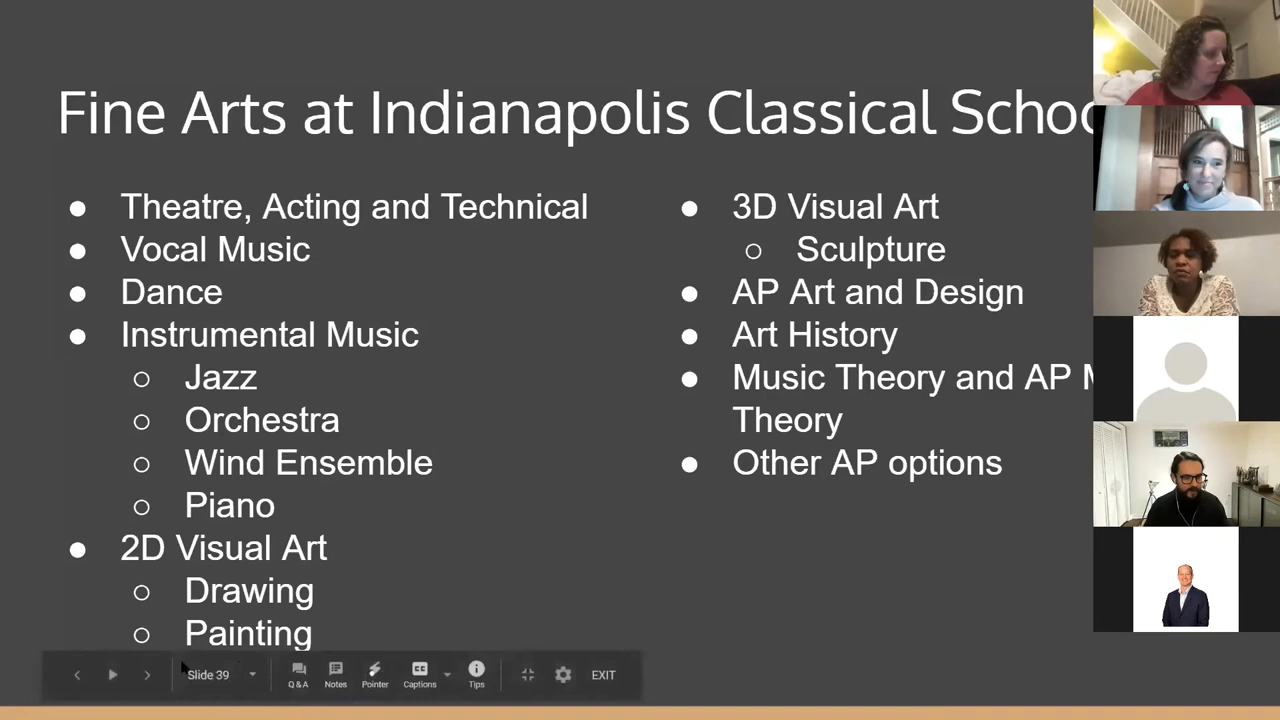 Fine Arts at Indianapolis Classical Schoo
Theatre, Acting and Technical
Vocal Music
Dance
Instrumental Music
Jazz
Orchestra
Wind Ensemble
Piano
2D Visual Art
Drawing
Painting
3D Visual Art
Sculpture
AP Art and Design
Art History
Music Theory and AP
Theory
Other AP options
Slide 39
Q & A
Notes
Pointer
Captions
Tips
EXIT